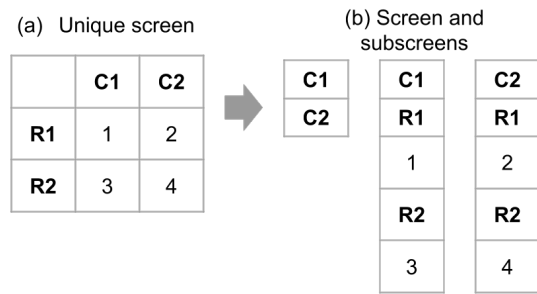 (a) Unique screen
C1 C2
R1 1 2
R2 3 4
(b) Screen and
subscreens
C1
C2
C1
R1
1
R2
3
C2
R1
2
R2
4